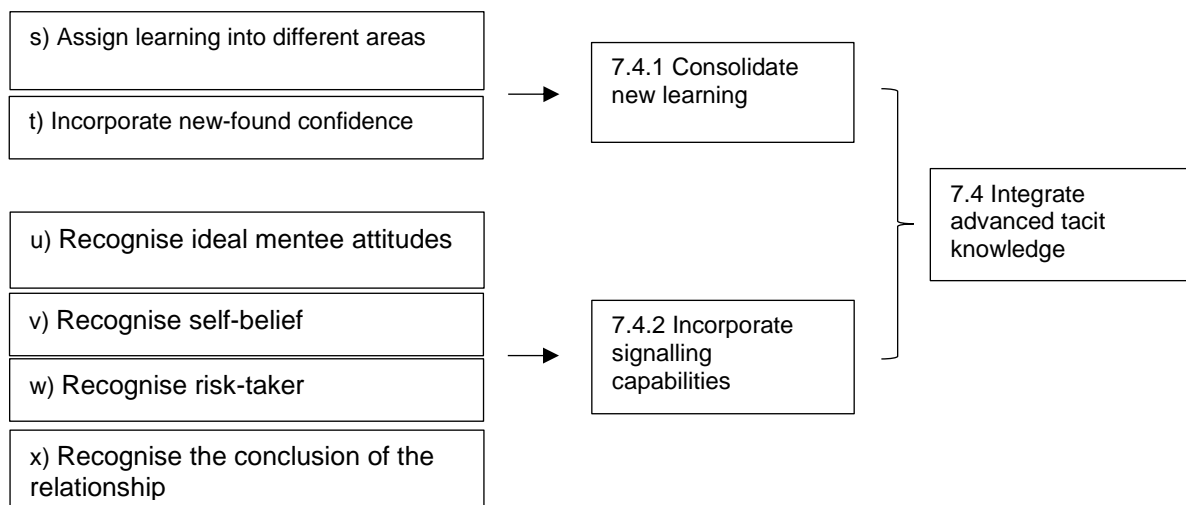 s) Assign learning into different areas
t) Incorporate new-found confidence
7.4.1 Consolidate
new learning
u) Recognise ideal mentee attitudes
v) Recognise self-belief
w) Recognise risk-taker
x) Recognise the conclusion of the
relationship
7.4.2 Incorporate
signalling
capabilities
7.4 Integrate
advanced tacit
knowledge